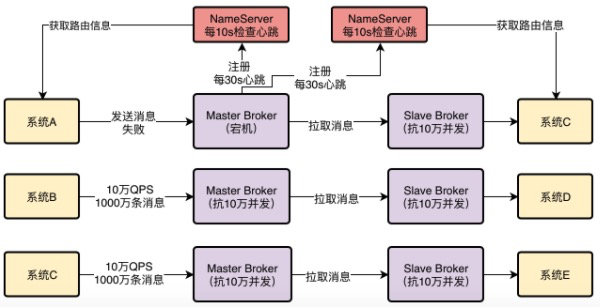 NameServer
每10s检查心跳
NameServer
每10s检查心跳
获取路由信息
获取路由信息
注册
每30s心跳
注册
每30s心跳
系统A
发送消息
失败
Master Broker
（宕机）
拉取消息
Slave Broker
（抗10万并发）
系统C
系统B
10万QPS
1000万条消息
Master Broker
（抗10万并发）
拉取消息
Slave Broker
（抗10万并发）
系统D
系统C
10万QPS
1000万条消息
Master Broker
（抗10万并发）
拉取消息
Slave Broker
（抗10万并发）
系统E